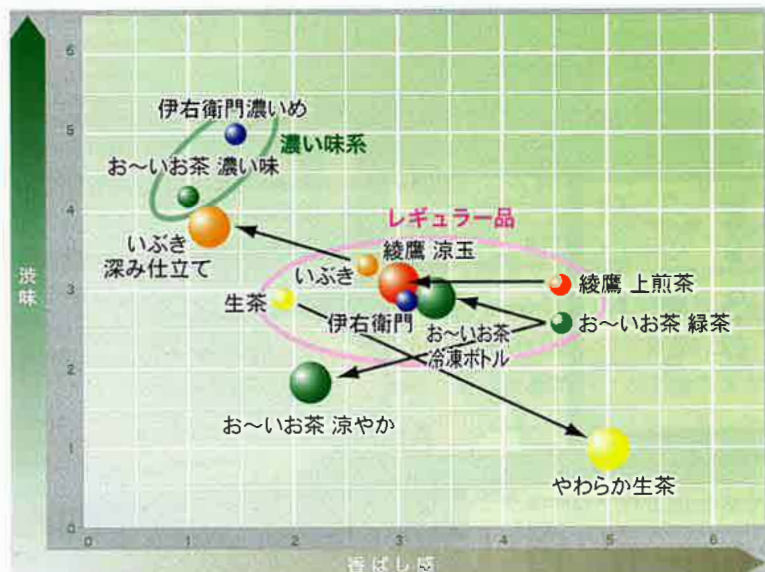 6
5
4
3
2
1
0
渋味
伊右衛門濃いめ
濃い味系
お～いお茶 濃い味
いぶき
深み仕立て
レギュラー品
綾鷹 涼玉
いぶき
綾鷹 上煎茶
生茶
伊右衛門
お～いお茶
冷凍ボトル
お～いお茶 緑茶
お～いお茶 涼やか
やわらか生茶
0 1 2 3 4 5 6
香ばし感